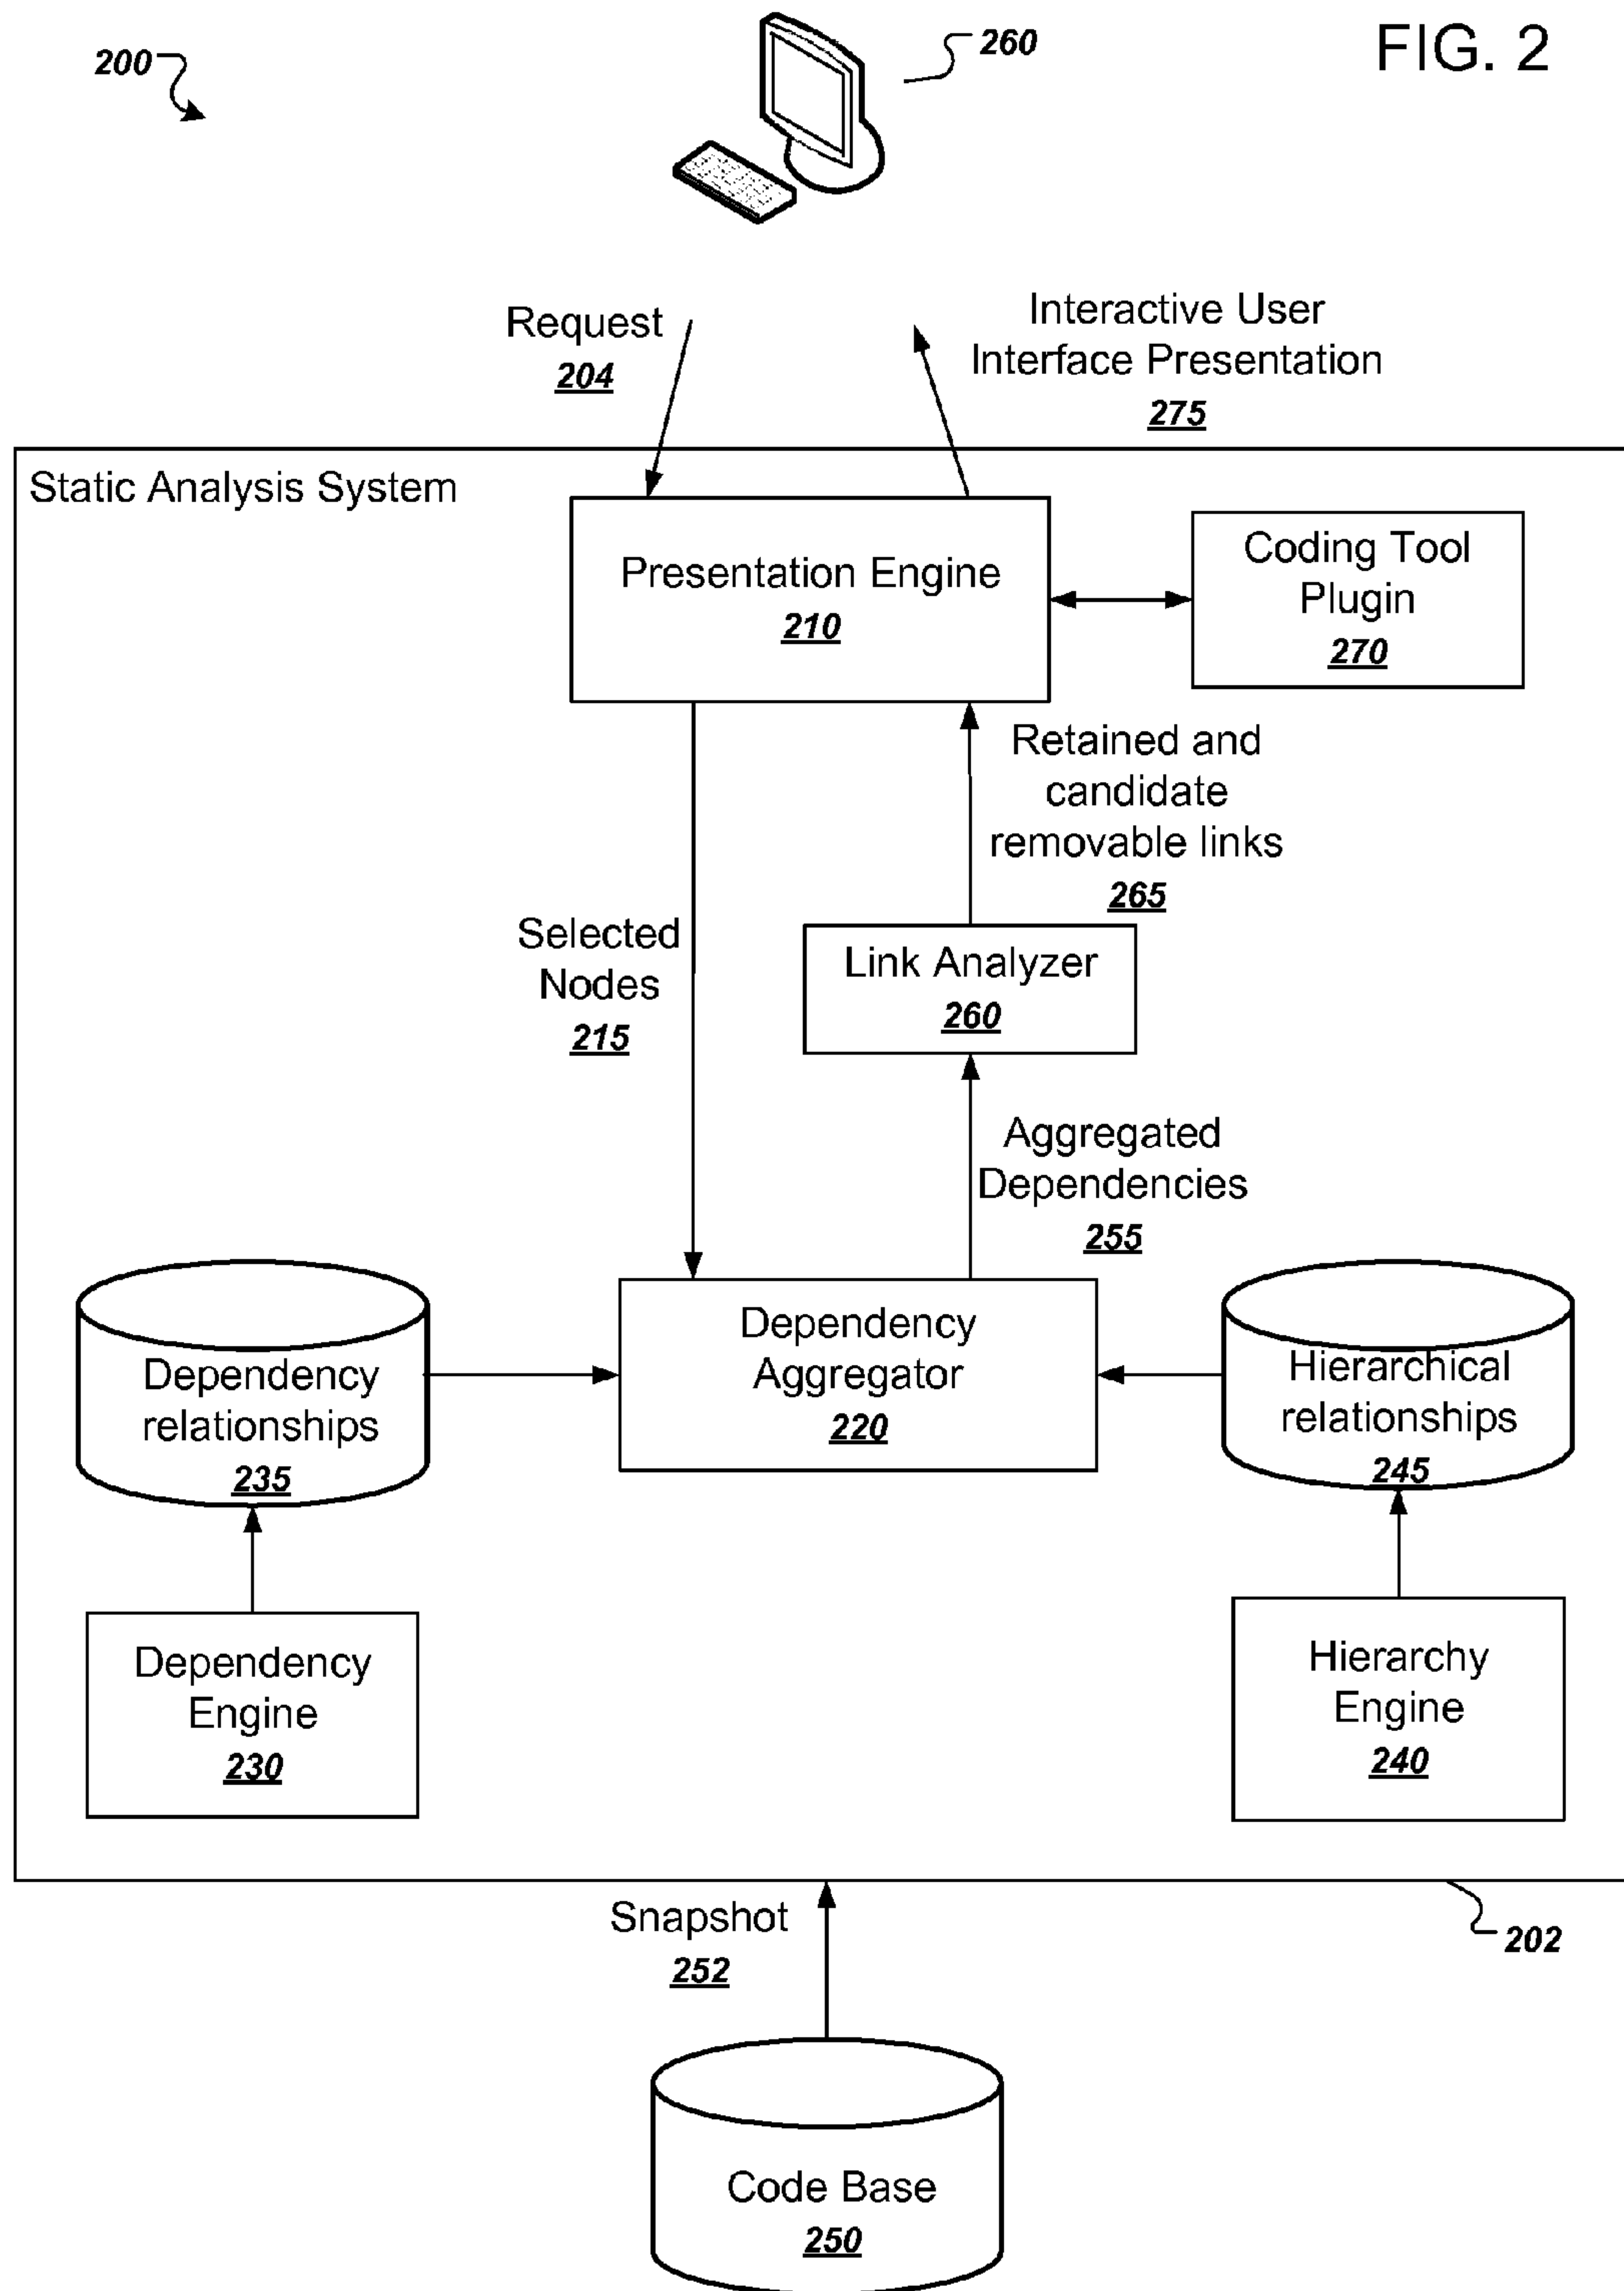 FIG. 2
200
260
Request
204
Interactive User
Interface Presentation
275
Static Analysis System
Presentation Engine
210
Coding Tool
Plugin
270
Retained and
candidate
removable links
265
Selected
Nodes
215
Link Analyzer
260
Aggregated
Dependencies
255
Dependency
relationships
235
Dependency
Aggregator
220
Hierarchical
relationships
245
Dependency
Engine
230
Hierarchy
Engine
240
Snapshot
252
202
Code Base
250